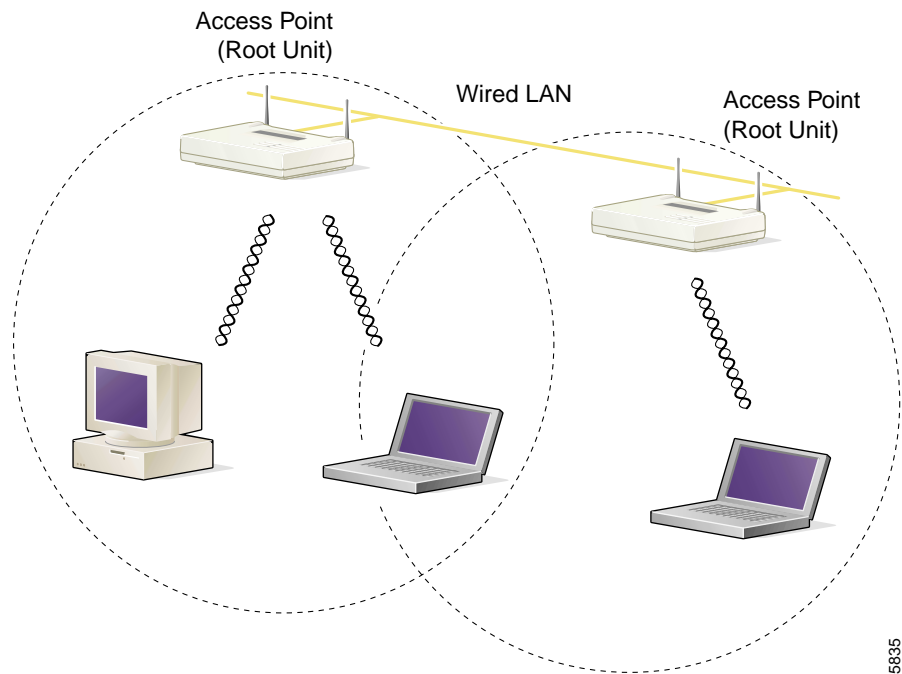 Access Point
(Root Unit)
Wired LAN
Access Point
(Root Unit)
5835